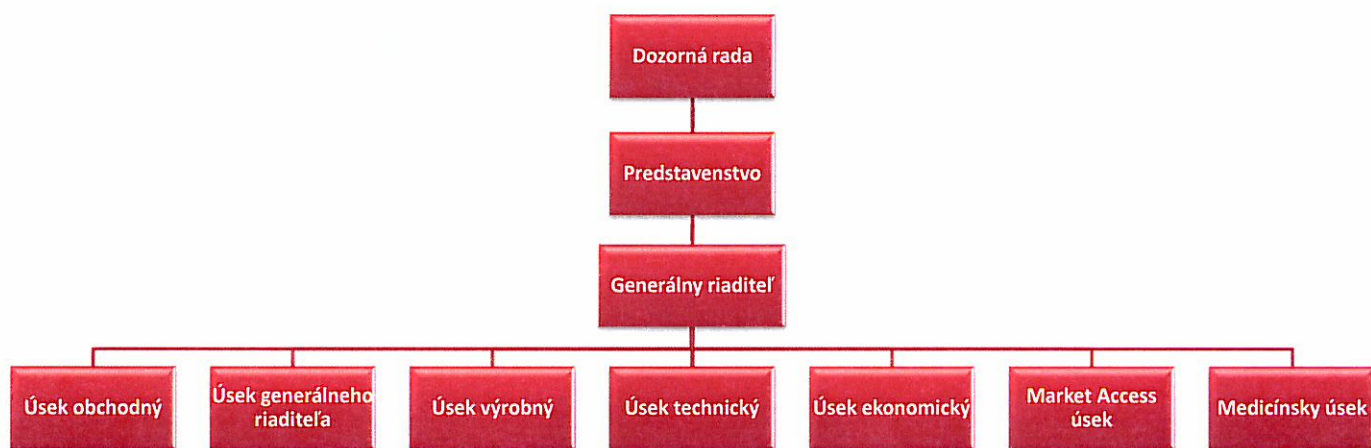 Dozorná rada
Predstavenstvo
Generálny riaditeľ
Úsek obchodný
Úsek generálneho
riaditeľa
Úsek výrobný
Úsek technický
Úsek ekonomický
Market Access
úsek
Medicínsky úsek